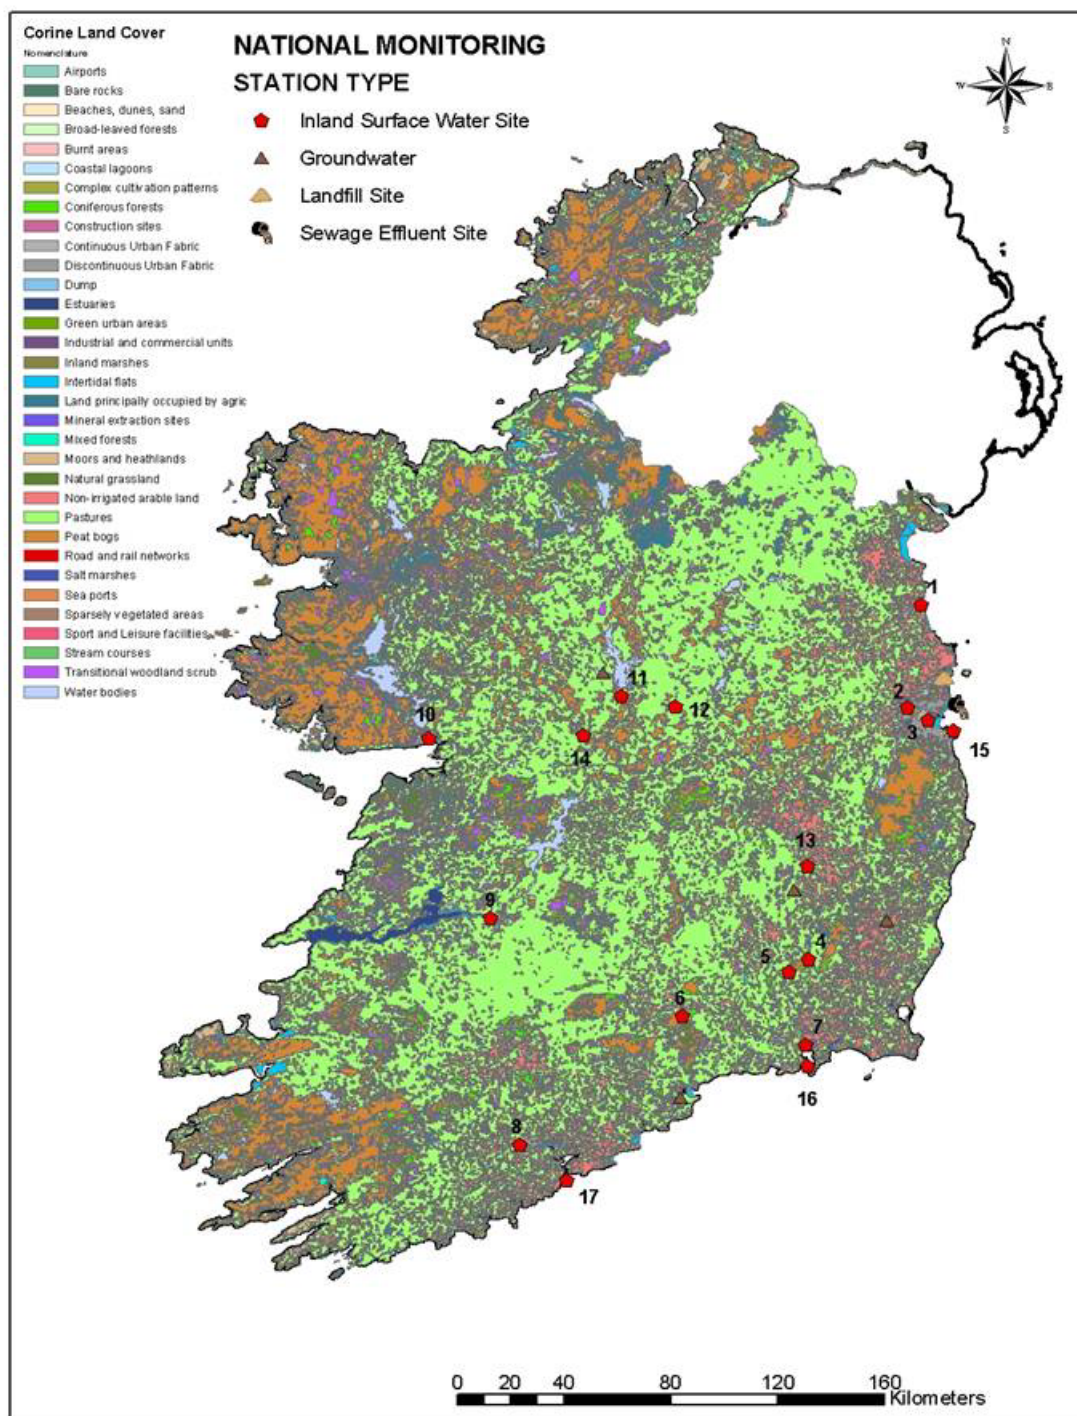 Corine Land Cover
Nomenclature
Airports
Bare rocks
Beaches, dunes, sand
Broad-leaved forests
Burnt areas
Coastal lagoons
Complex cultivation patterns
Coniferous forests
Construction sites
Continuous Urban Fabric
Discontinuous Urban Fabric
Dump
Estuaries
Green urban areas
Industrial and commercial units
Inland marshes
Intertidal flats
Land principally occupied by agric
Mineral extraction sites
Mixed forests
Moors and heathlands
Natural grassland
Non-irrigated arable land
Pastures
Peat bogs
Road and rail networks
Salt marshes
Sea ports
Sparsely vegetated areas
Sport and Leisure facilities
Stream courses
Transitional woodland scrub
Water bodies
NATIONAL MONITORING
STATION TYPE
Inland Surface Water Site
Groundwater
Landfill Site
Sewage Effluent Site
N
W E
S
1
2
3
15
11
12
10
14
13
9
4
5
6
7
16
8
17
0 20 40 80 120 160
Kilometers